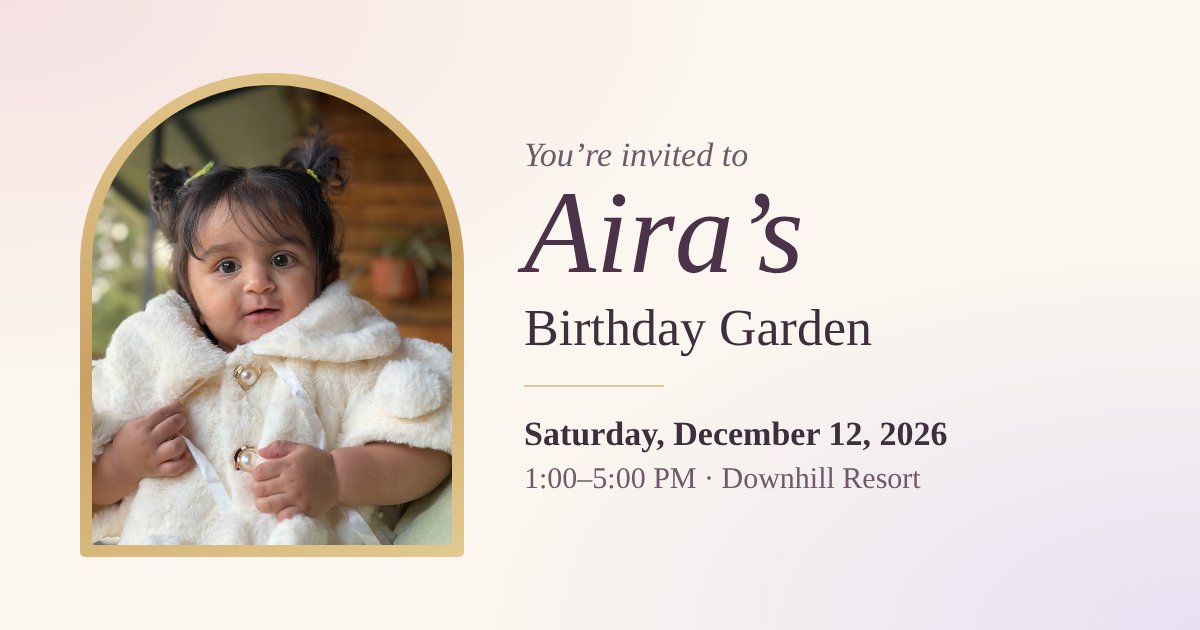 You’re invited to
Aira’s
Birthday Garden
Saturday, December 12, 2026
1:00–5:00 PM · Downhill Resort